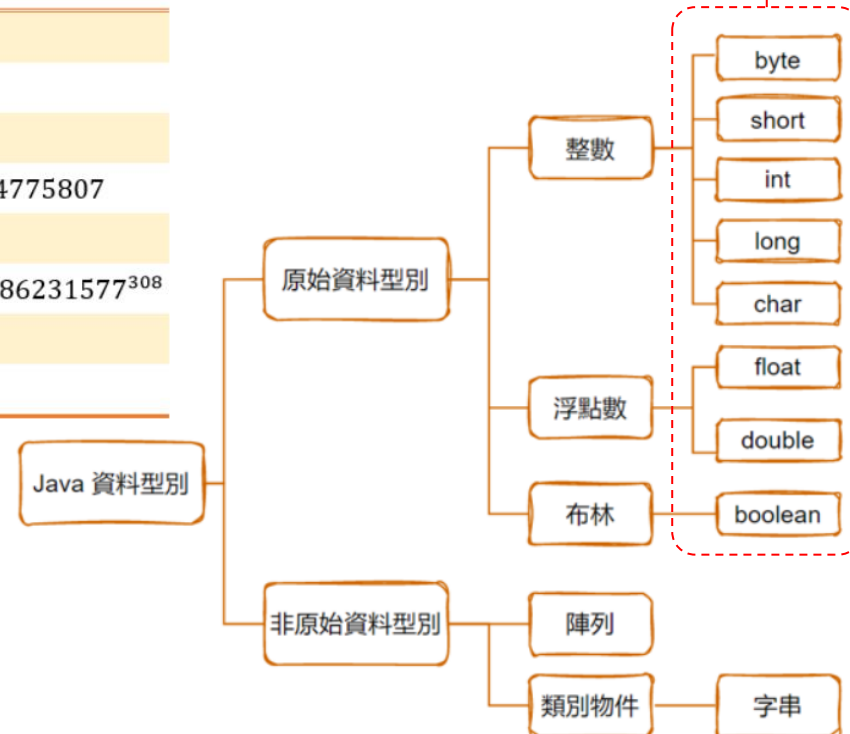 4775807
86231577³⁰⁸
Java 資料型別
原始資料型別
整數
byte
short
int
long
char
浮點數
float
double
布林
boolean
非原始資料型別
陣列
類別物件
字串